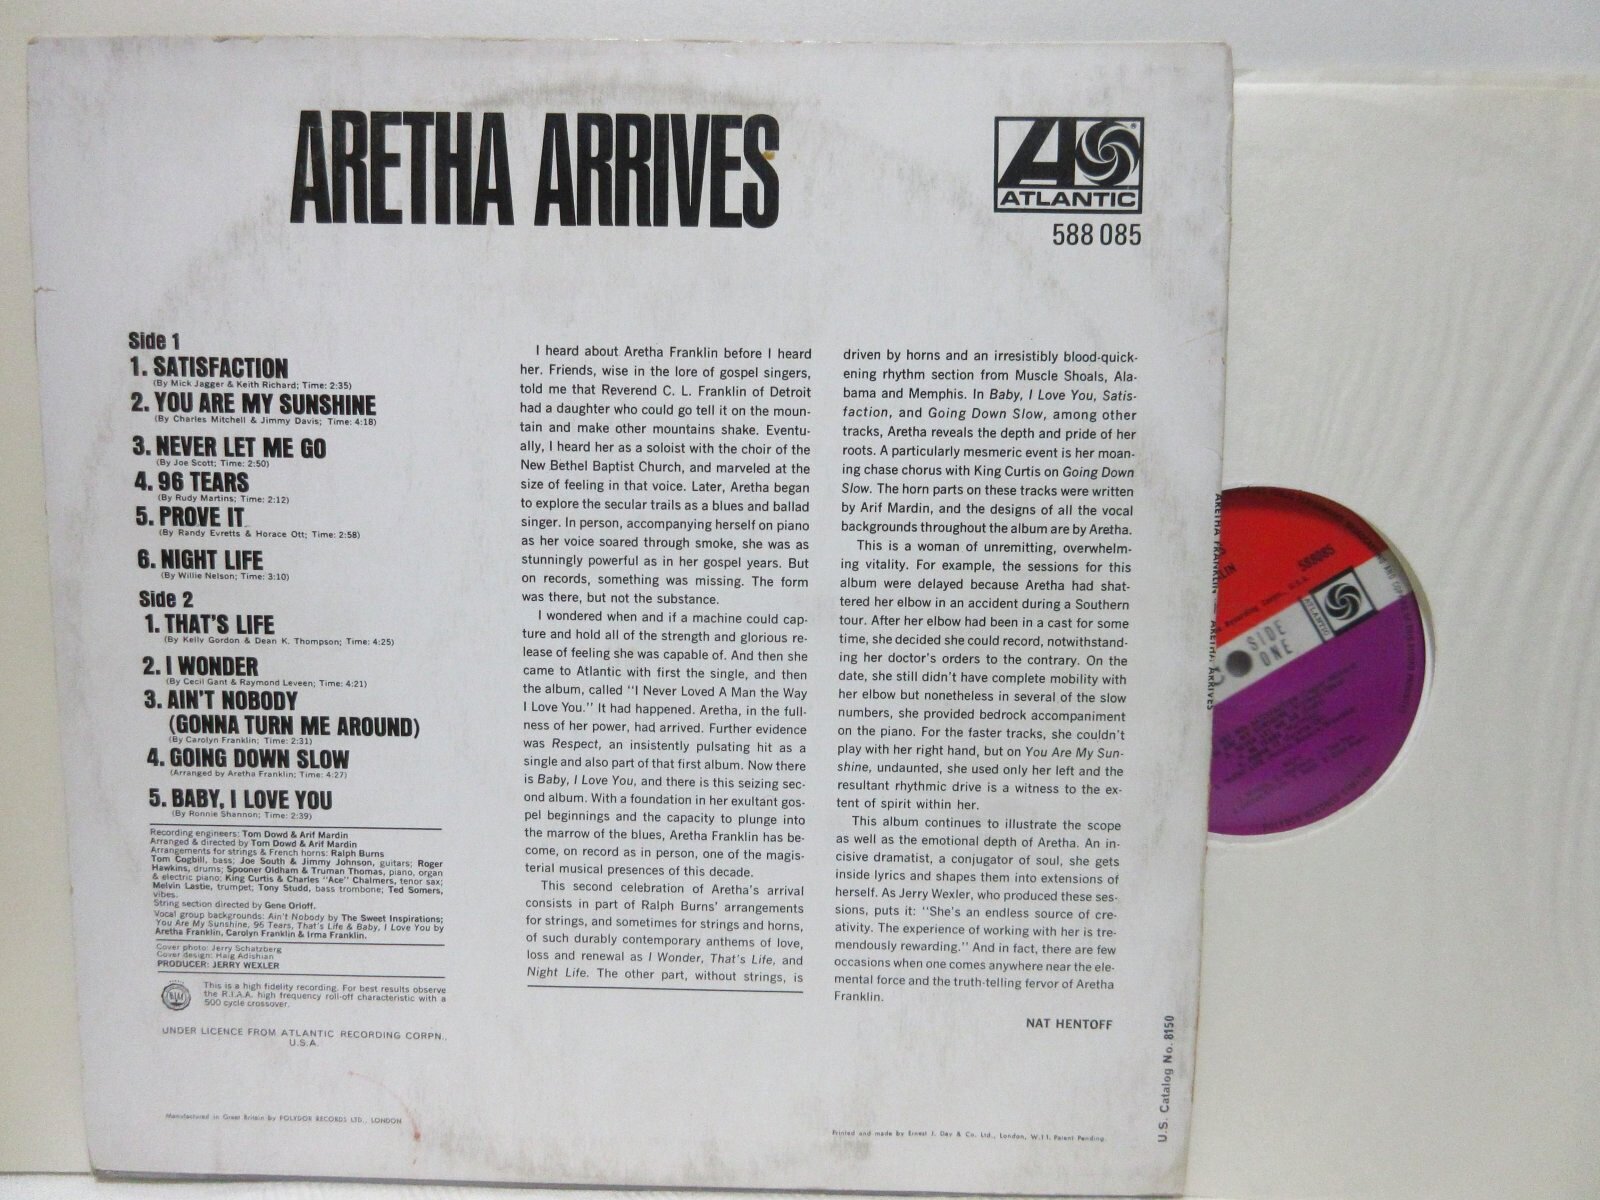 ARETHA ARRIVES
ATLANTIC
588 085
Side 1
1. SATISFACTION
(By Mick Jagger & Keith Richard; Time: 2:35)
2. YOU ARE MY SUNSHINE
(By Charles Mitchell & Jimmy Davis; Time: 4:18)
3. NEVER LET ME GO
(By Joe Scott; Time: 2:50)
4. 96 TEARS
(By Rudy Martins; Time: 2:12)
5. PROVE IT
(By Randy Evretts & Horace Ott; Time: 2:58)
6. NIGHT LIFE
(By Willie Nelson; Time: 3:10)
Side 2
1. THAT'S LIFE
(By Kelly Gordon & Dean K. Thompson; Time: 4:25)
2. I WONDER
(By Cecil Gant & Raymond Leveen; Time: 4:21)
3. AIN'T NOBODY
(GONNA TURN ME AROUND)
(By Carolyn Franklin; Time: 2:31)
4. GOING DOWN SLOW
(Arranged by Aretha Franklin; Time: 4:27)
5. BABY, I LOVE YOU
(By Ronnie Shannon; Time: 2:39)
Recording engineers: Tom Dowd & Arif Mardin
Arranged & directed by Tom Dowd & Arif Mardin
Arrangements for strings & French horns: Ralph Burns
Tom Cogbill, bass; Joe South & Jimmy Johnson, guitars; Roger
Hawkins, drums; Spooner Oldham & Truman Thomas, piano, organ
& electric piano; King Curtis & Charles "Ace" Chalmers, tenor sax;
Melvin Lastie, trumpet; Tony Studd, bass trombone; Ted Somers,
vibes.
String section directed by Gene Orloff.
Vocal group backgrounds: Ain't Nobody by The Sweet Inspirations;
You Are My Sunshine, 96 Tears, That's Life & Baby, I Love You by
Aretha Franklin, Carolyn Franklin & Irma Franklin.
Cover photo: Jerry Schatzberg
Cover design: Haig Adishian
PRODUCER: JERRY WEXLER
This is a high fidelity recording. For best results observe
the R.I.A.A. high frequency roll-off characteristic with a
500 cycle crossover.
UNDER LICENCE FROM ATLANTIC RECORDING CORPN.,
U.S.A.
Manufactured in Great Britain by POLYDOR RECORDS LTD., LONDON
I heard about Aretha Franklin before I heard
her. Friends, wise in the lore of gospel singers,
told me that Reverend C. L. Franklin of Detroit
had a daughter who could go tell it on the moun-
tain and make other mountains shake. Eventu-
ally, I heard her as a soloist with the choir of the
New Bethel Baptist Church, and marveled at the
size of feeling in that voice. Later, Aretha began
to explore the secular trails as a blues and ballad
singer. In person, accompanying herself on piano
as her voice soared through smoke, she was as
stunningly powerful as in her gospel years. But
on records, something was missing. The form
was there, but not the substance.
I wondered when and if a machine could cap-
ture and hold all of the strength and glorious re-
lease of feeling she was capable of. And then she
came to Atlantic with first the single, and then
the album, called "I Never Loved A Man the Way
I Love You." It had happened. Aretha, in the full-
ness of her power, had arrived. Further evidence
was Respect, an insistently pulsating hit as a
single and also part of that first album. Now there
is Baby, I Love You, and there is this seizing sec-
ond album. With a foundation in her exultant gos-
pel beginnings and the capacity to plunge into
the marrow of the blues, Aretha Franklin has be-
come, on record as in person, one of the magis-
terial musical presences of this decade.
This second celebration of Aretha's arrival
consists in part of Ralph Burns' arrangements
for strings, and sometimes for strings and horns,
of such durably contemporary anthems of love,
loss and renewal as I Wonder, That's Life, and
Night Life. The other part, without strings, is
driven by horns and an irresistibly blood-quick-
ening rhythm section from Muscle Shoals, Ala-
bama and Memphis. In Baby, I Love You, Satis-
faction, and Going Down Slow, among other
tracks, Aretha reveals the depth and pride of her
roots. A particularly mesmeric event is her moan-
ing chase chorus with King Curtis on Going Down
Slow. The horn parts on these tracks were written
by Arif Mardin, and the designs of all the vocal
backgrounds throughout the album are by Aretha.
This is a woman of unremitting, overwhelm-
ing vitality. For example, the sessions for this
album were delayed because Aretha had shat-
tered her elbow in an accident during a Southern
tour. After her elbow had been in a cast for some
time, she decided she could record, notwithstand-
ing her doctor's orders to the contrary. On the
date, she still didn't have complete mobility with
her elbow but nonetheless in several of the slow
numbers, she provided bedrock accompaniment
on the piano. For the faster tracks, she couldn't
play with her right hand, but on You Are My Sun-
shine, undaunted, she used only her left and the
resultant rhythmic drive is a witness to the ex-
tent of spirit within her.
This album continues to illustrate the scope
as well as the emotional depth of Aretha. An in-
cisive dramatist, a conjugator of soul, she gets
inside lyrics and shapes them into extensions of
herself. As Jerry Wexler, who produced these ses-
sions, puts it: "She's an endless source of cre-
ativity. The experience of working with her is tre-
mendously rewarding." And in fact, there are few
occasions when one comes anywhere near the ele-
mental force and the truth-telling fervor of Aretha
Franklin.
NAT HENTOFF
Printed and made by Ernest J. Day & Co. Ltd., London, W.11. Patent Pending.
U.S. Catalog No. 8150
ARETHA FRANKLIN — ARETHA ARRIVES
588085
ATLANTIC
SIDE
ONE